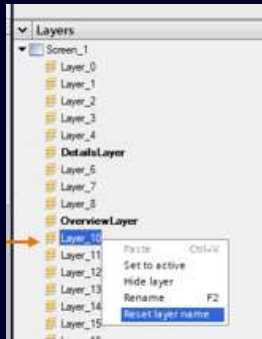 Layers
Screen_1
Layer_0
Layer_1
Layer_2
Layer_3
Layer_4
DetailsLayer
Layer_6
Layer_7
Layer_8
OverviewLayer
Layer_10
Layer_11
Layer_12
Layer_13
Layer_14
Layer_15
Paste Ctrl+V
Set to active
Hide layer
Rename F2
Reset layer name